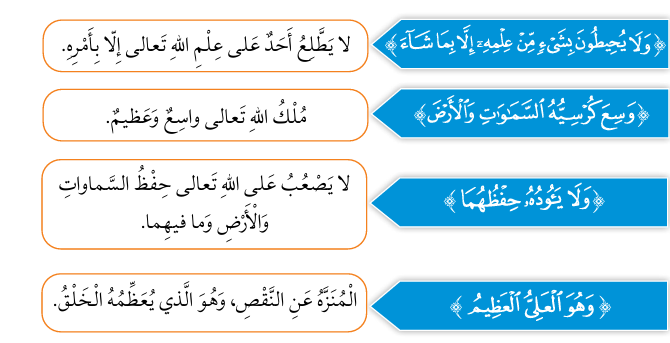 ﴿وَلَا يُحِيطُونَ بِشَىْءٍ مِّنْ عِلْمِهِۦٓ إِلَّا بِمَا شَآءَ﴾
لا يَطَّلِعُ أَحَدٌ عَلى عِلْمِ اللهِ تَعالى إِلّا بِأَمْرِهِ.
﴿وَسِعَ كُرْسِيُّهُ ٱلسَّمَٰوَٰتِ وَٱلْأَرْضَ﴾
مُلْكُ اللهِ تَعالى واسِعٌ وَعَظيمٌ.
﴿وَلَا يَـُٔودُهُۥ حِفْظُهُمَا﴾
لا يَصْعُبُ عَلى اللهِ تَعالى حِفْظُ السَّماواتِ
وَالْأَرْضِ وَما فيهِما.
﴿وَهُوَ ٱلْعَلِىُّ ٱلْعَظِيمُ﴾
الْمُنَزَّهُ عَنِ النَّقْصِ، وَهُوَ الَّذي يُعَظِّمُهُ الْخَلْقُ.